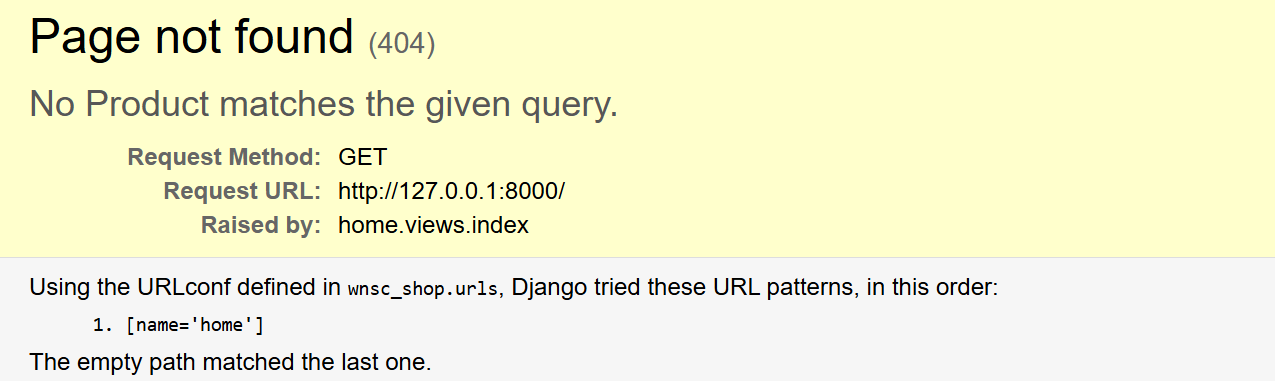 Page not found (404)
No Product matches the given query.
Request Method: GET
Request URL: http://127.0.0.1:8000/
Raised by: home.views.index
Using the URLconf defined in wnsc_shop.urls, Django tried these URL patterns, in this order:
1. [name='home']
The empty path matched the last one.